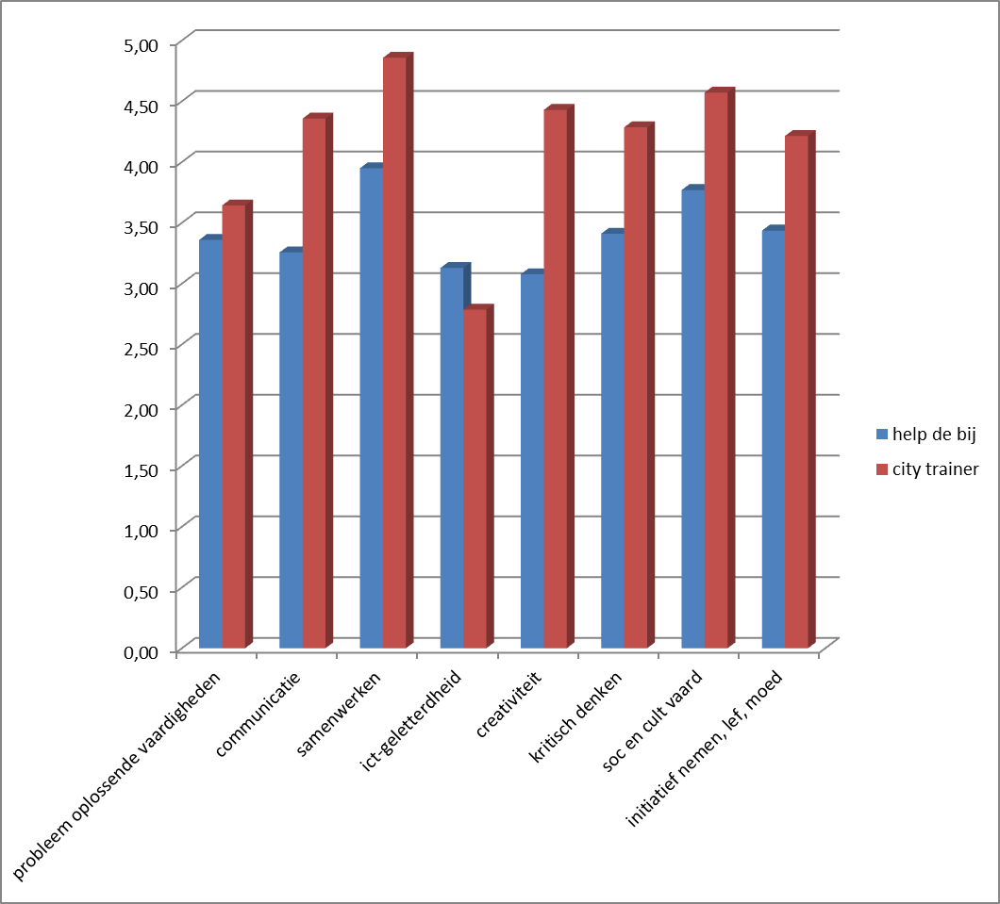 5,00
4,50
4,00
3,50
3,00
2,50
2,00
1,50
1,00
0,50
0,00
probleem oplossende vaardigheden
communicatie
samenwerken
ict-geletterdheid
creativiteit
kritisch denken
soc en cult vaard
initiatief nemen, lef, moed
help de bij
city trainer